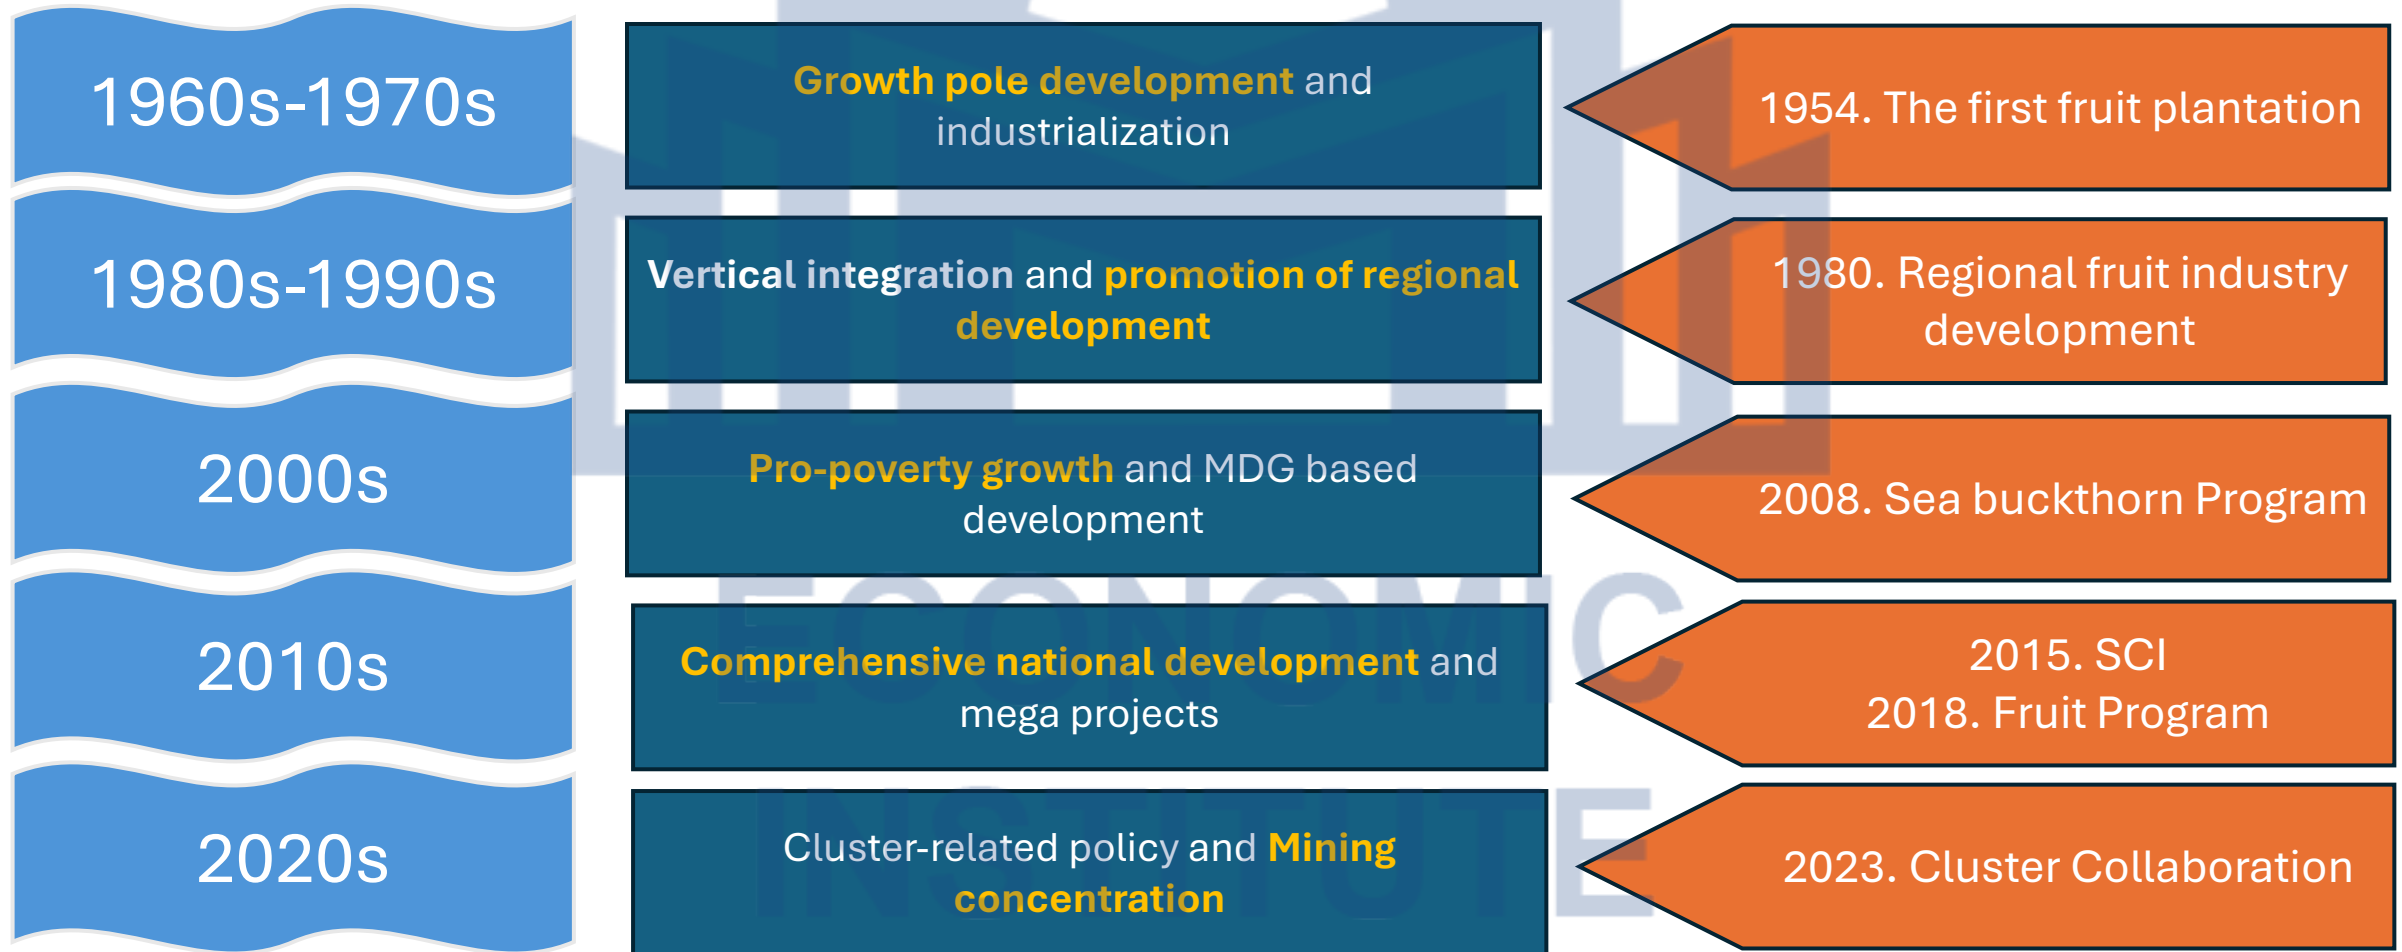 1960s-1970s
Growth pole development and
industrialization
1954. The first fruit plantation
1980s-1990s
Vertical integration and promotion of regional
development
1980. Regional fruit industry
development
2000s
Pro-poverty growth and MDG based
development
2008. Sea buckthorn Program
2010s
Comprehensive national development and
mega projects
2015. SCI
2018. Fruit Program
2020s
Cluster-related policy and Mining
concentration
2023. Cluster Collaboration
ECONOMIC
INSTITUTE